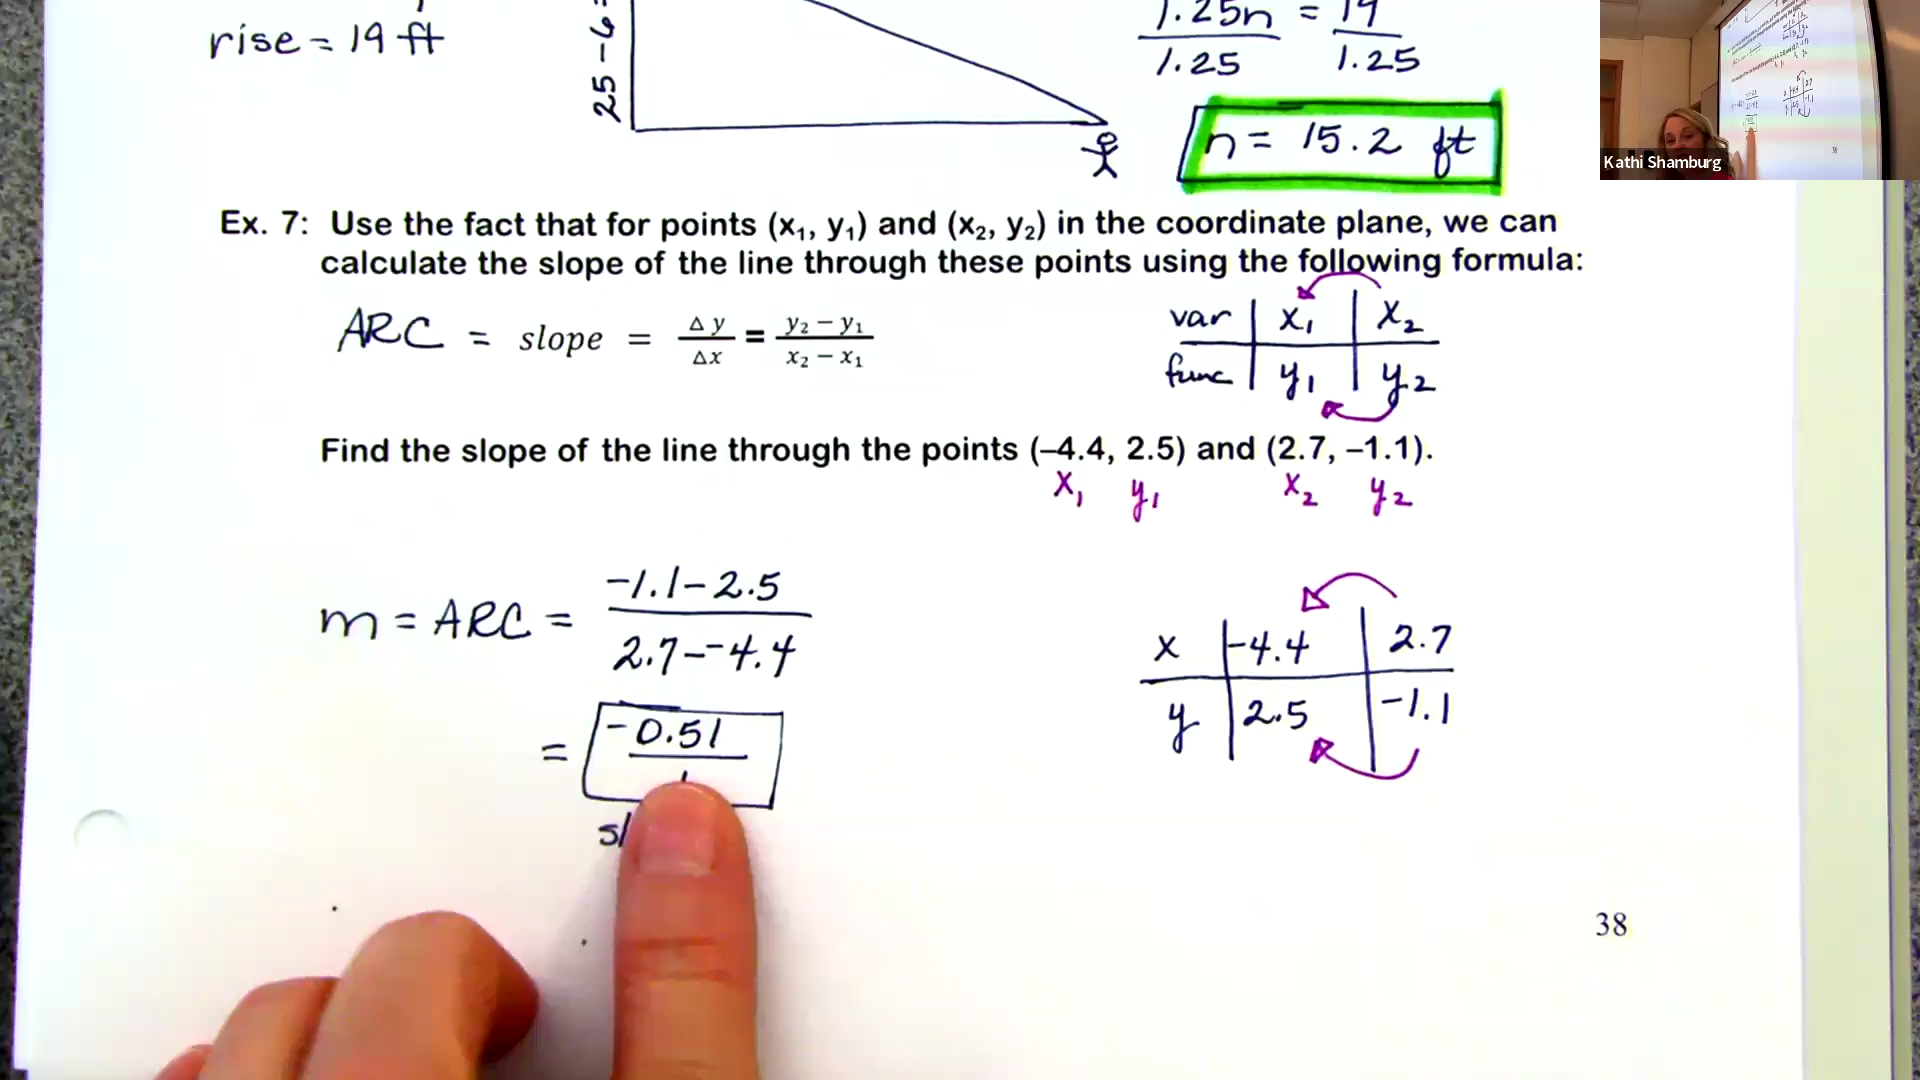 rise = 19 ft
25 - 6 =
1.25n = 19
1.25 1.25
n = 15.2 ft
Ex. 7: Use the fact that for points (x₁, y₁) and (x₂, y₂) in the coordinate plane, we can
calculate the slope of the line through these points using the following formula:
ARC = slope = Δy/Δx = y₂ − y₁/x₂ − x₁
var x₁ x₂
func y₁ y₂
Find the slope of the line through the points (–4.4, 2.5) and (2.7, –1.1).
x₁ y₁ x₂ y₂
m = ARC = -1.1 - 2.5
2.7 - -4.4
= -0.51
x -4.4 2.7
y 2.5 -1.1
38
Kathi Shamburg